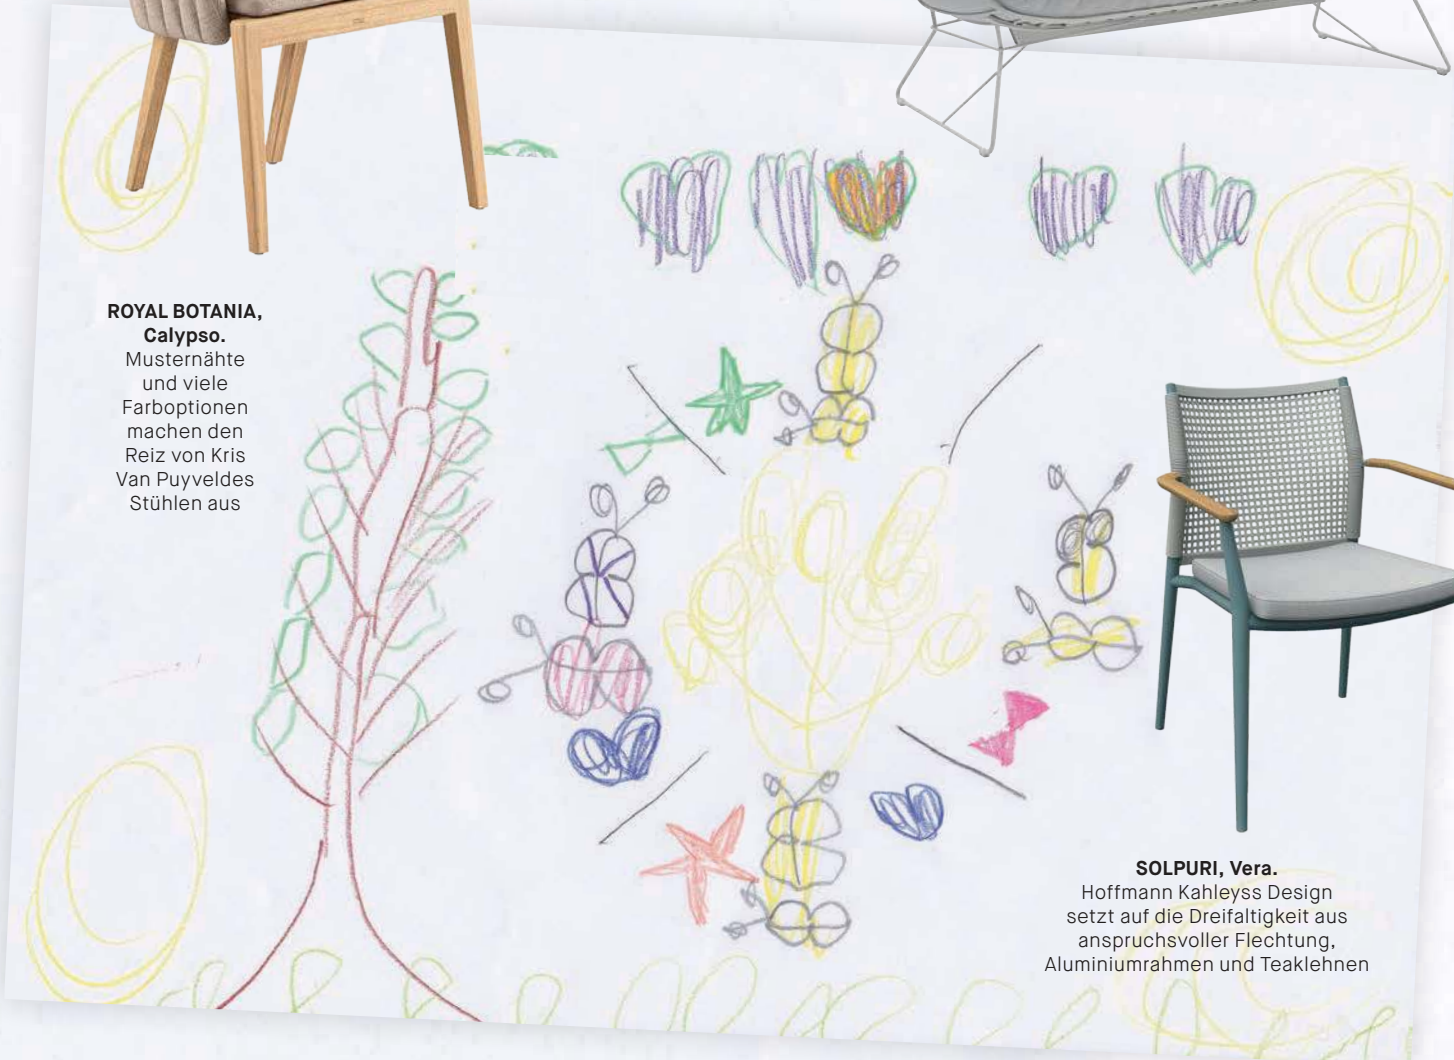 ROYAL BOTANIA,
Calypso.
Musternähte
und viele
Farboptionen
machen den
Reiz von Kris
Van Puyveldes
Stühlen aus
SOLPURI, Vera.
Hoffmann Kahleyss Design
setzt auf die Dreifaltigkeit aus
anspruchsvoller Flechtung,
Aluminiumrahmen und Teaklehnen